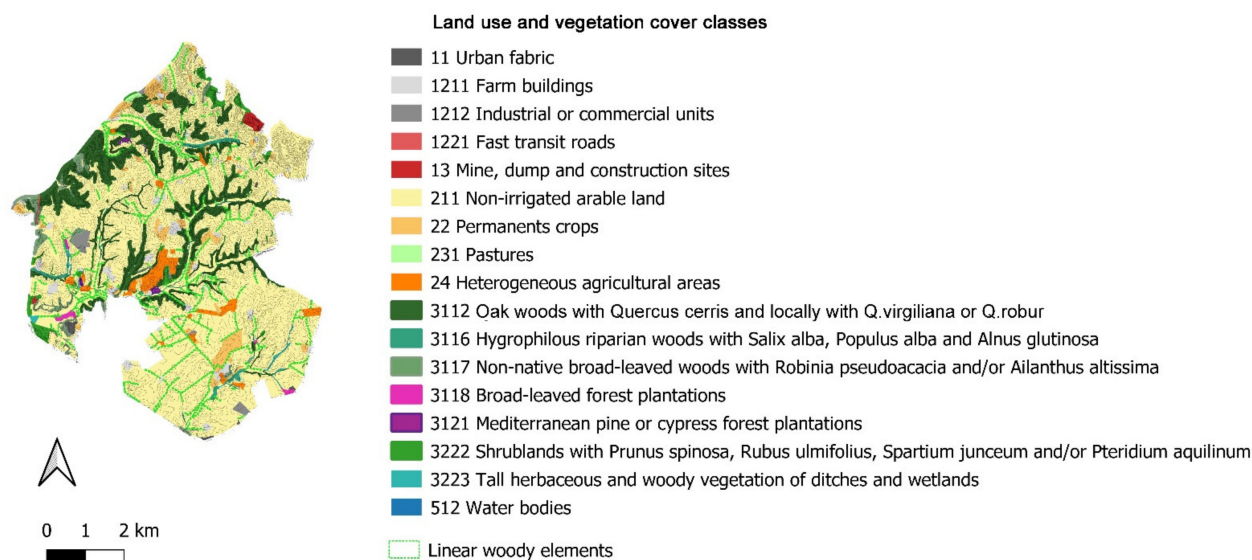 Land use and vegetation cover classes
11 Urban fabric
1211 Farm buildings
1212 Industrial or commercial units
1221 Fast transit roads
13 Mine, dump and construction sites
211 Non-irrigated arable land
22 Permanents crops
231 Pastures
24 Heterogeneous agricultural areas
3112 Oak woods with Quercus cerris and locally with Q.virgiliana or Q.robur
3116 Hygrophilous riparian woods with Salix alba, Populus alba and Alnus glutinosa
3117 Non-native broad-leaved woods with Robinia pseudoacacia and/or Ailanthus altissima
3118 Broad-leaved forest plantations
3121 Mediterranean pine or cypress forest plantations
3222 Shrublands with Prunus spinosa, Rubus ulmifolius, Spartium junceum and/or Pteridium aquilinum
3223 Tall herbaceous and woody vegetation of ditches and wetlands
512 Water bodies
Linear woody elements
0 1 2 km